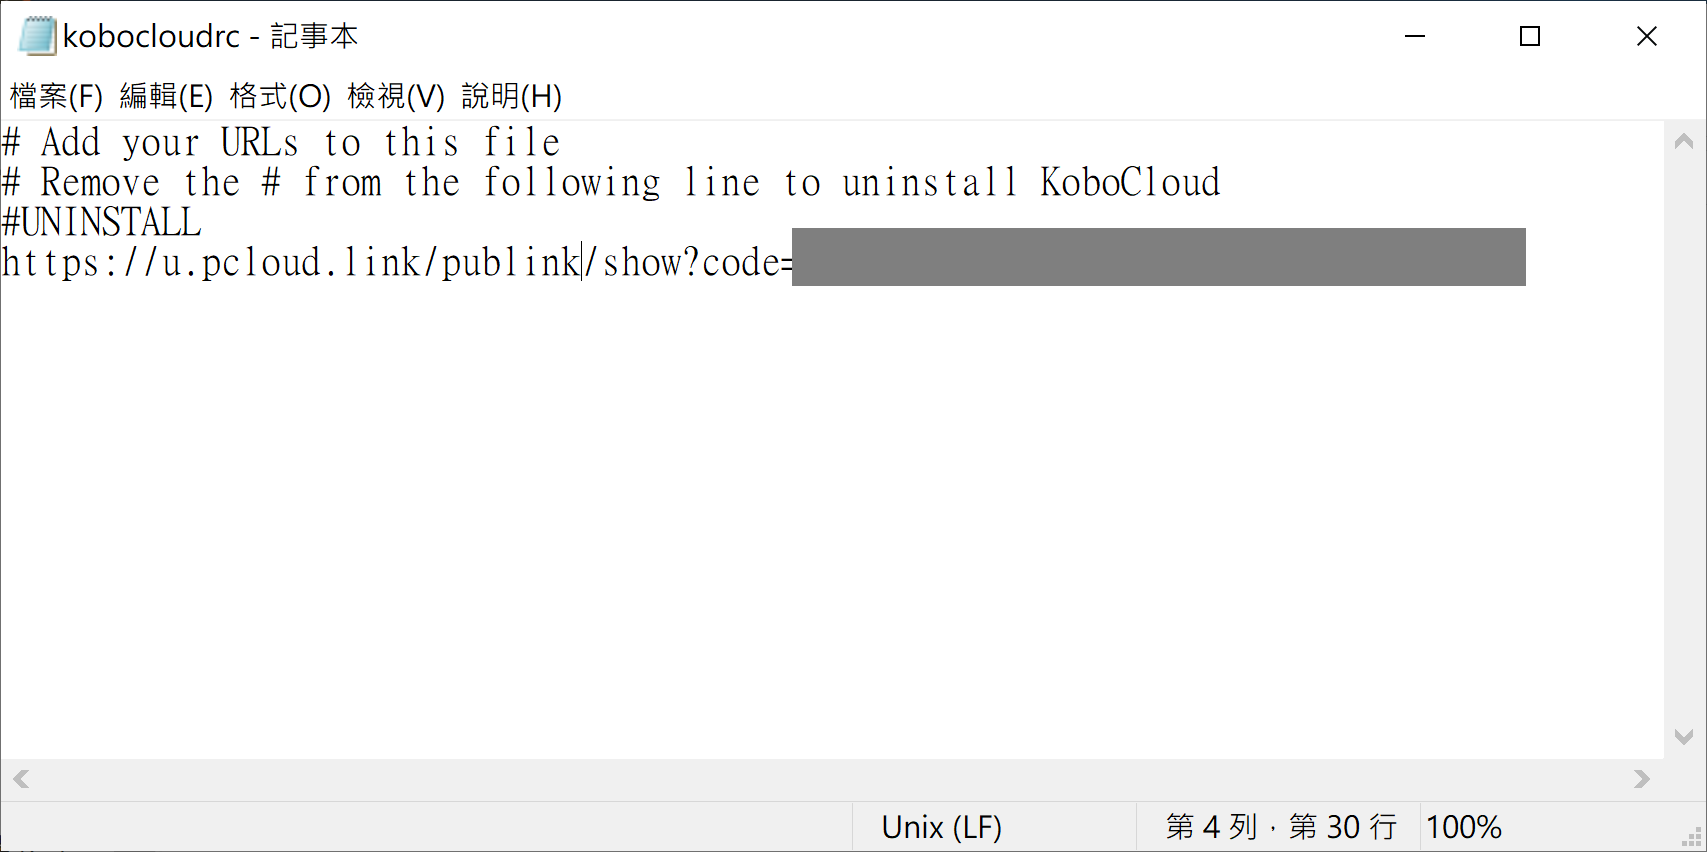 kobocloudrc - 記事本
檔案(F) 編輯(E) 格式(O) 檢視(V) 說明(H)
# Add your URLs to this file
# Remove the # from the following line to uninstall KoboCloud
#UNINSTALL
https://u.pcloud.link/publink/show?code=
Unix (LF) 第 4 列，第 30 行 100%